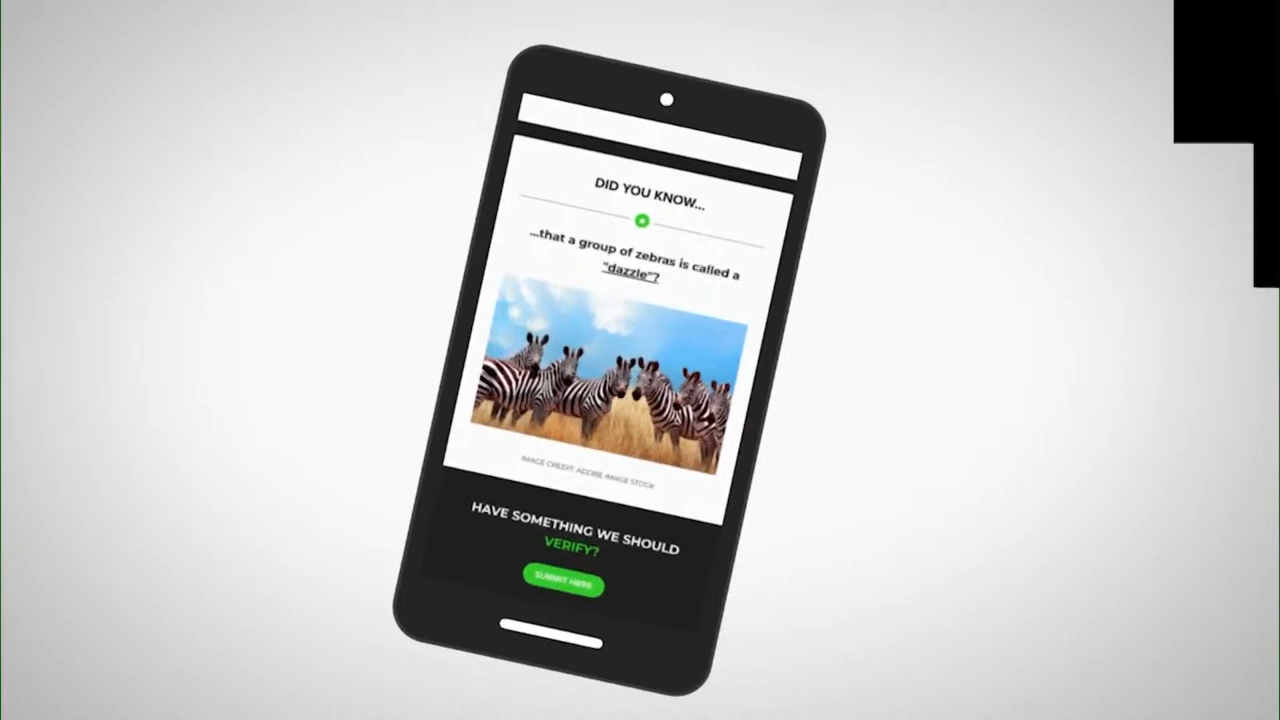 DID YOU KNOW...
...that a group of zebras is called a
"dazzle"?
IMAGE CREDIT: ADOBE IMAGE STOCK
HAVE SOMETHING WE SHOULD
VERIFY?
SUBMIT HERE